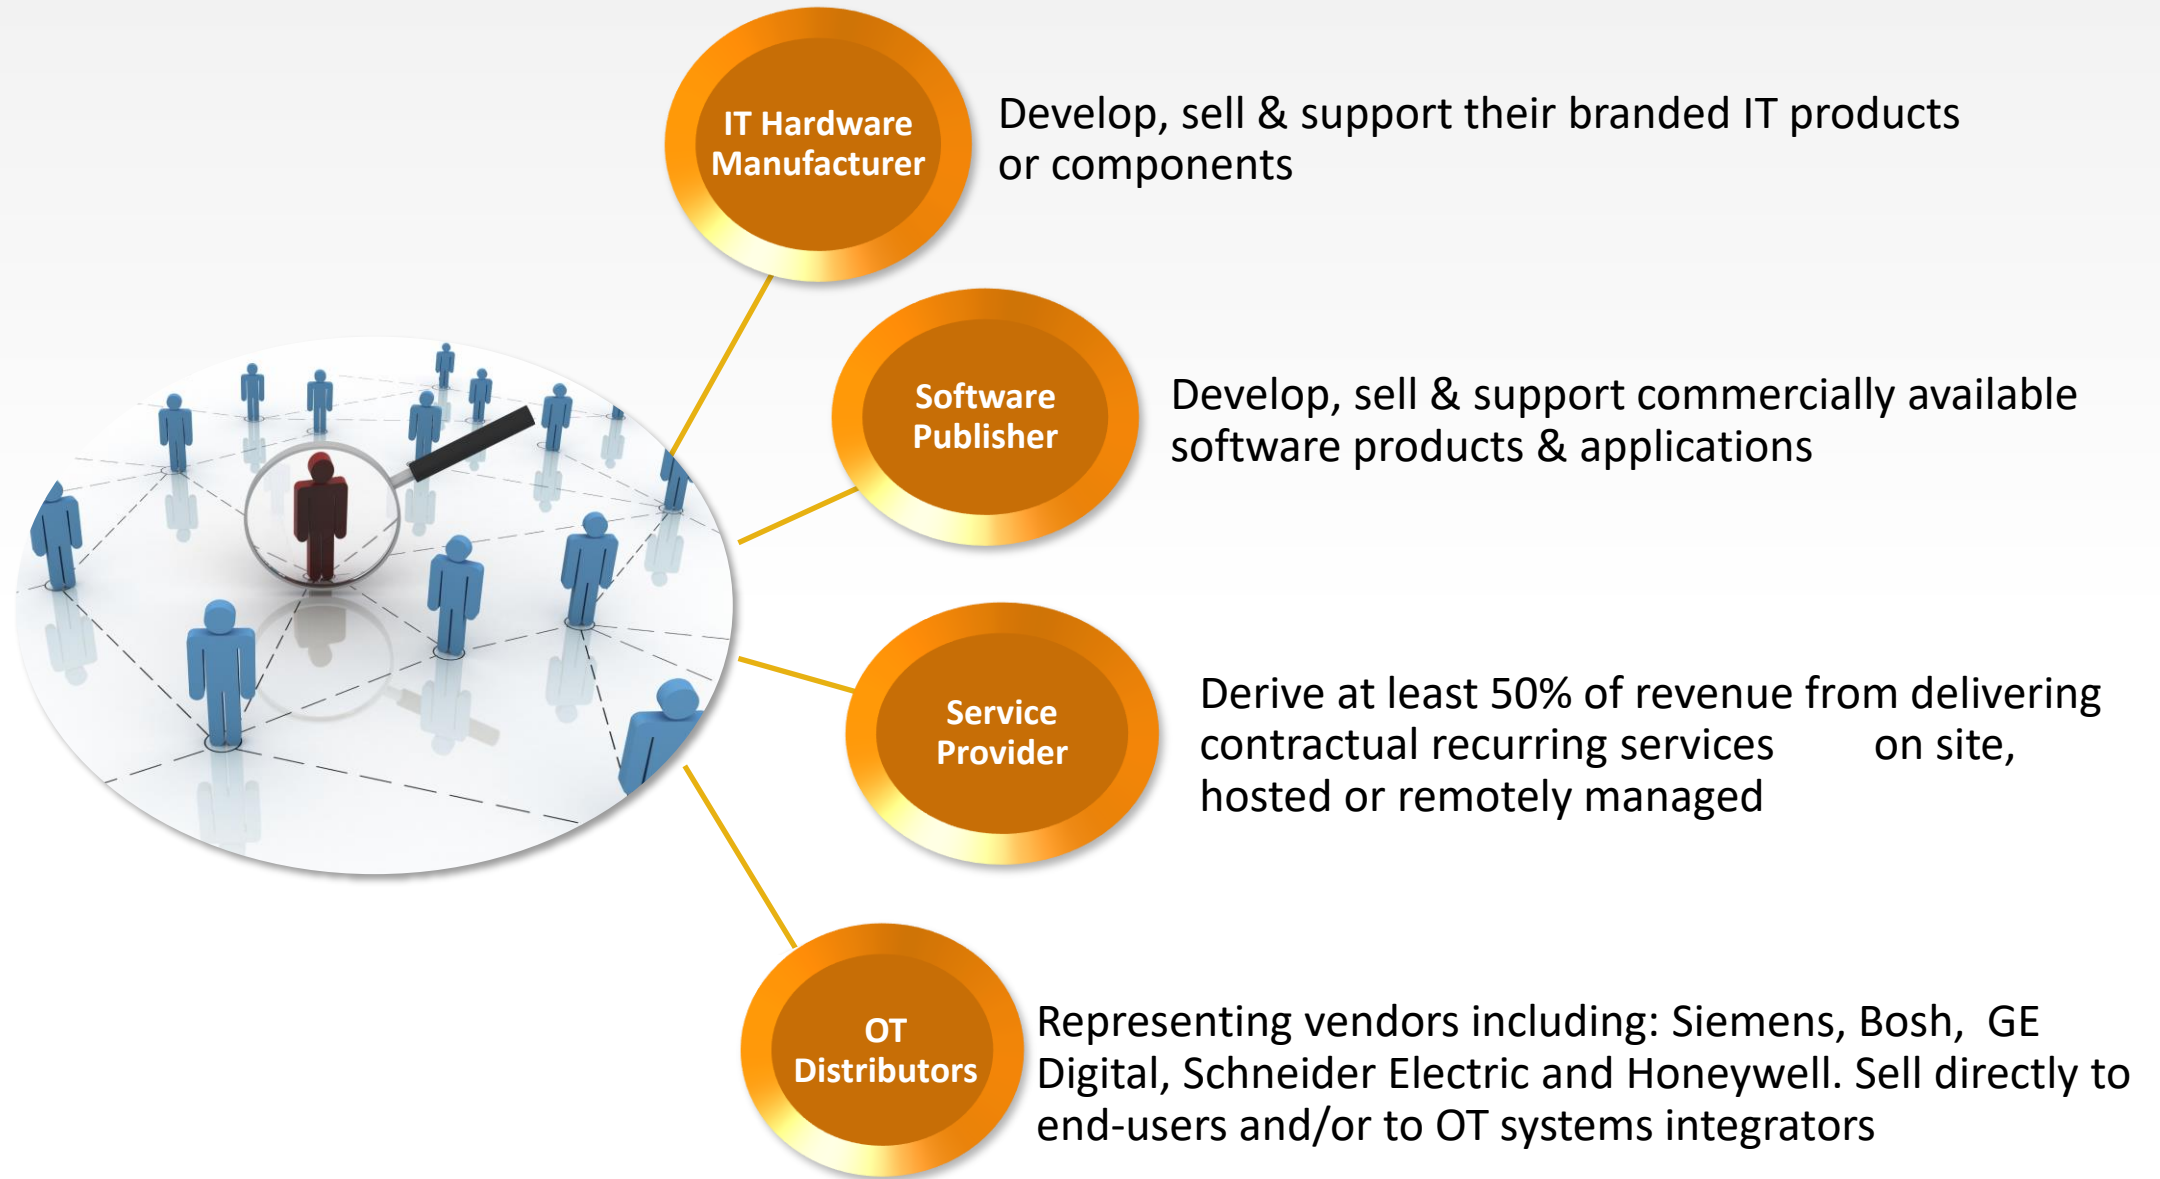 IT Hardware
Manufacturer
Develop, sell & support their branded IT products
or components
Software
Publisher
Develop, sell & support commercially available
software products & applications
Service
Provider
Derive at least 50% of revenue from delivering
contractual recurring services on site,
hosted or remotely managed
OT
Distributors
Representing vendors including: Siemens, Bosh, GE
Digital, Schneider Electric and Honeywell. Sell directly to
end-users and/or to OT systems integrators